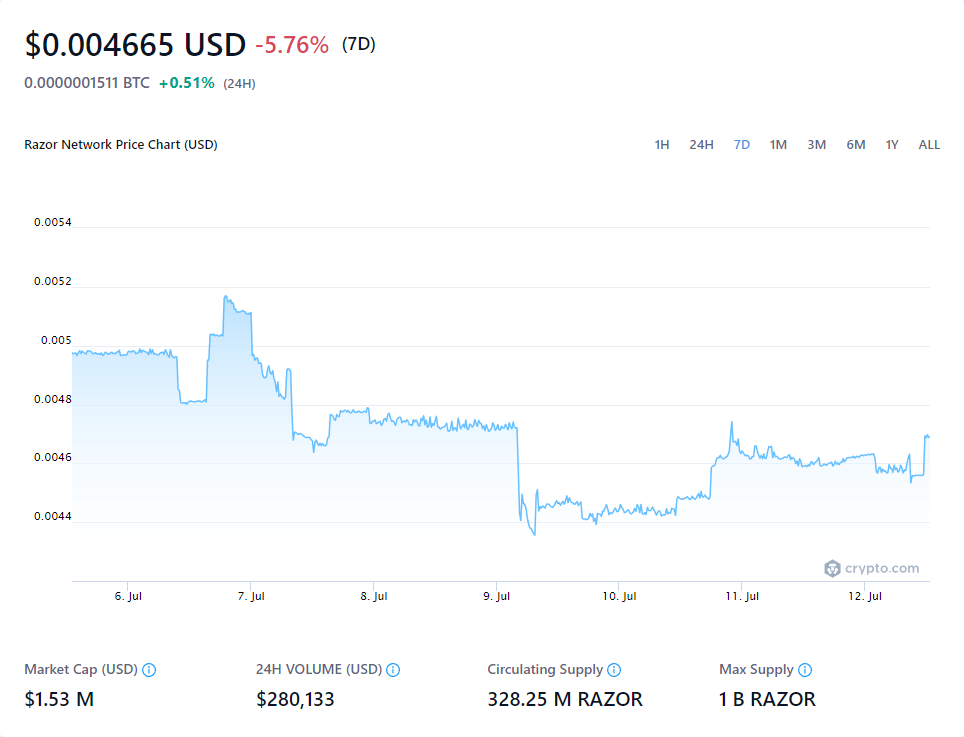 $0.004665 USD -5.76% (7D)
0.0000001511 BTC +0.51% (24H)
Razor Network Price Chart (USD) 1H 24H 7D 1M 3M 6M 1Y ALL
0.0054
0.0052
0.005
0.0048
0.0046
0.0044
crypto.com
6. Jul 7. Jul 8. Jul 9. Jul 10. Jul 11. Jul 12. Jul
Market Cap (USD) 24H VOLUME (USD) Circulating Supply Max Supply
$1.53 M $280,133 328.25 M RAZOR 1 B RAZOR